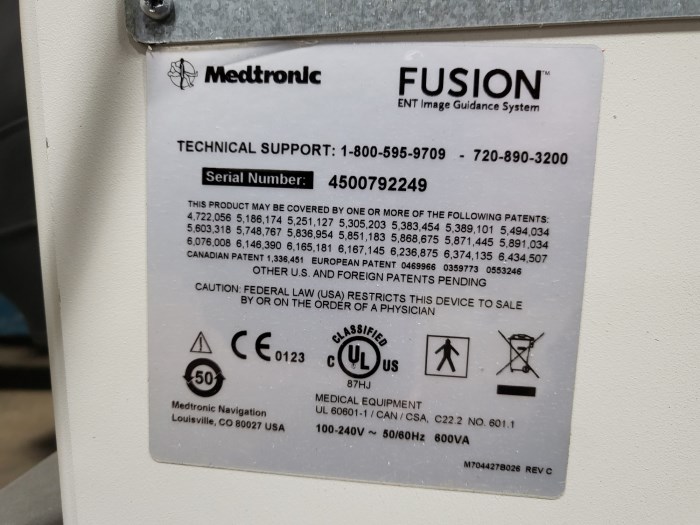 Medtronic
FUSION™
ENT Image Guidance System
TECHNICAL SUPPORT: 1-800-595-9709 - 720-890-3200
Serial Number: 4500792249
THIS PRODUCT MAY BE COVERED BY ONE OR MORE OF THE FOLLOWING PATENTS:
4,722,056 5,186,174 5,251,127 5,305,203 5,383,454 5,389,101 5,494,034
5,603,318 5,748,767 5,836,954 5,851,183 5,868,675 5,871,445 5,891,034
6,076,008 6,146,390 6,165,181 6,167,145 6,236,875 6,374,135 6,434,507
CANADIAN PATENT 1,336,451 EUROPEAN PATENT 0469966 0359773 0553246
OTHER U.S. AND FOREIGN PATENTS PENDING
CAUTION: FEDERAL LAW (USA) RESTRICTS THIS DEVICE TO SALE
BY OR ON THE ORDER OF A PHYSICIAN
CE 0123
CLASSIFIED
C UL US
87HJ
50
Medtronic Navigation
Louisville, CO 80027 USA
MEDICAL EQUIPMENT
UL 60601-1 / CAN / CSA, C22.2 NO. 601.1
100-240V ~ 50/60Hz 600VA
M704427B026 REV C